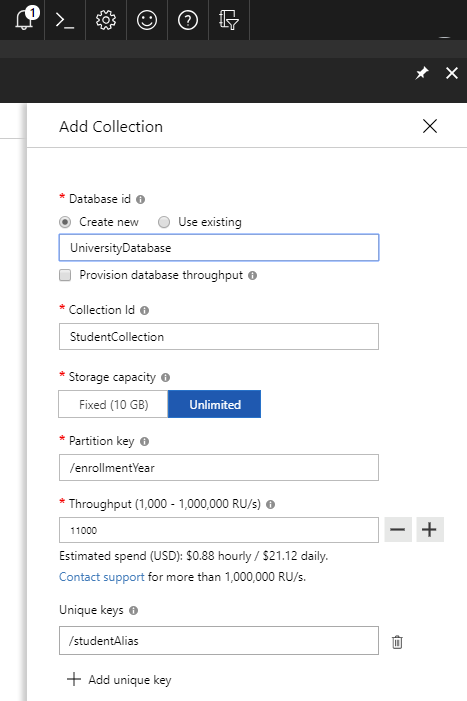 1
Add Collection
* Database id
Create new Use existing
UniversityDatabase
Provision database throughput
* Collection Id
StudentCollection
* Storage capacity
Fixed (10 GB) Unlimited
* Partition key
/enrollmentYear
* Throughput (1,000 - 1,000,000 RU/s)
11000
Estimated spend (USD): $0.88 hourly / $21.12 daily.
Contact support for more than 1,000,000 RU/s.
Unique keys
/studentAlias
Add unique key